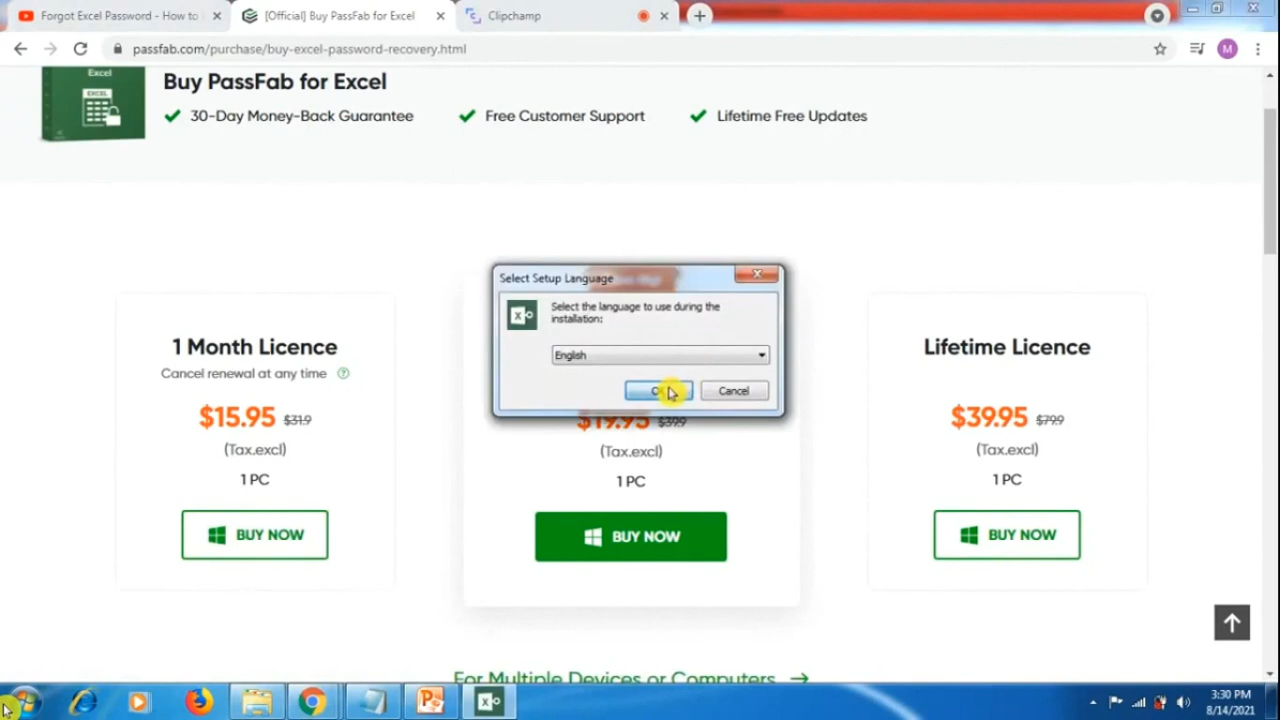 Forgot Excel Password - How to
[Official] Buy PassFab for Excel
Clipchamp
passfab.com/purchase/buy-excel-password-recovery.html
M
Excel
EXCEL
Buy PassFab for Excel
30-Day Money-Back Guarantee
Free Customer Support
Lifetime Free Updates
Select Setup Language
Select the language to use during the
installation:
English
Cancel
1 Month Licence
Cancel renewal at any time
$15.95 $31.9
(Tax.excl)
1 PC
BUY NOW
$19.95 $39.9
(Tax.excl)
1 PC
BUY NOW
Lifetime Licence
$39.95 $79.9
(Tax.excl)
1 PC
BUY NOW
For Multiple Devices or Computers
3:30 PM
8/14/2021